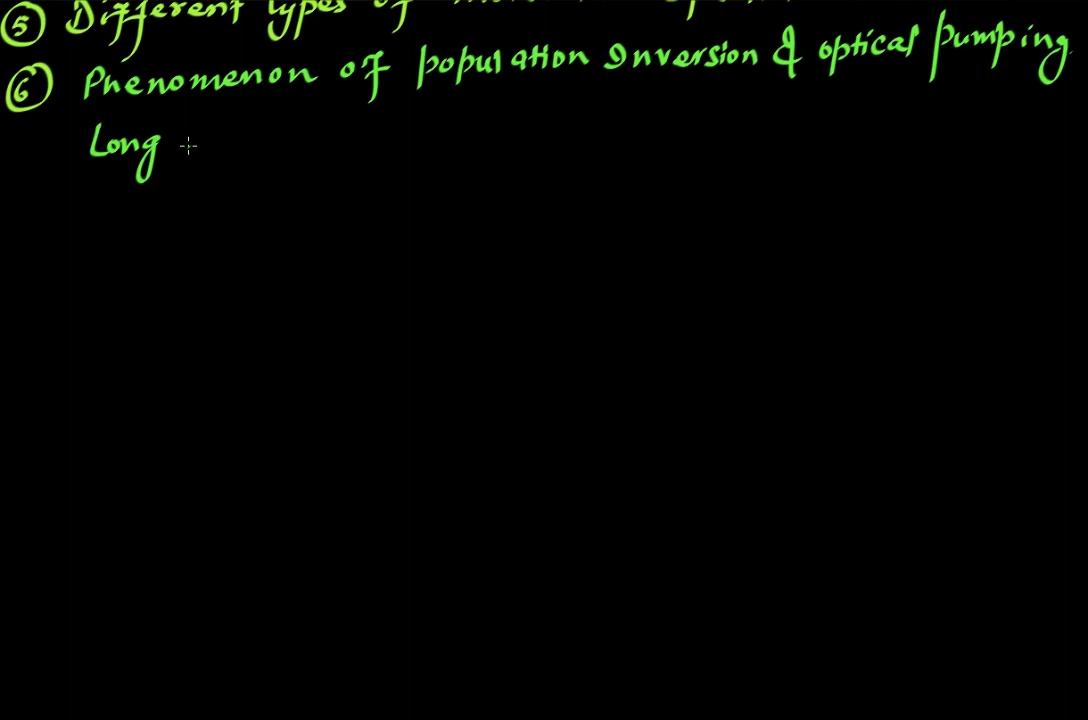 ⑤ Different types of
⑥ Phenomenon of population Inversion & optical pumping
Long